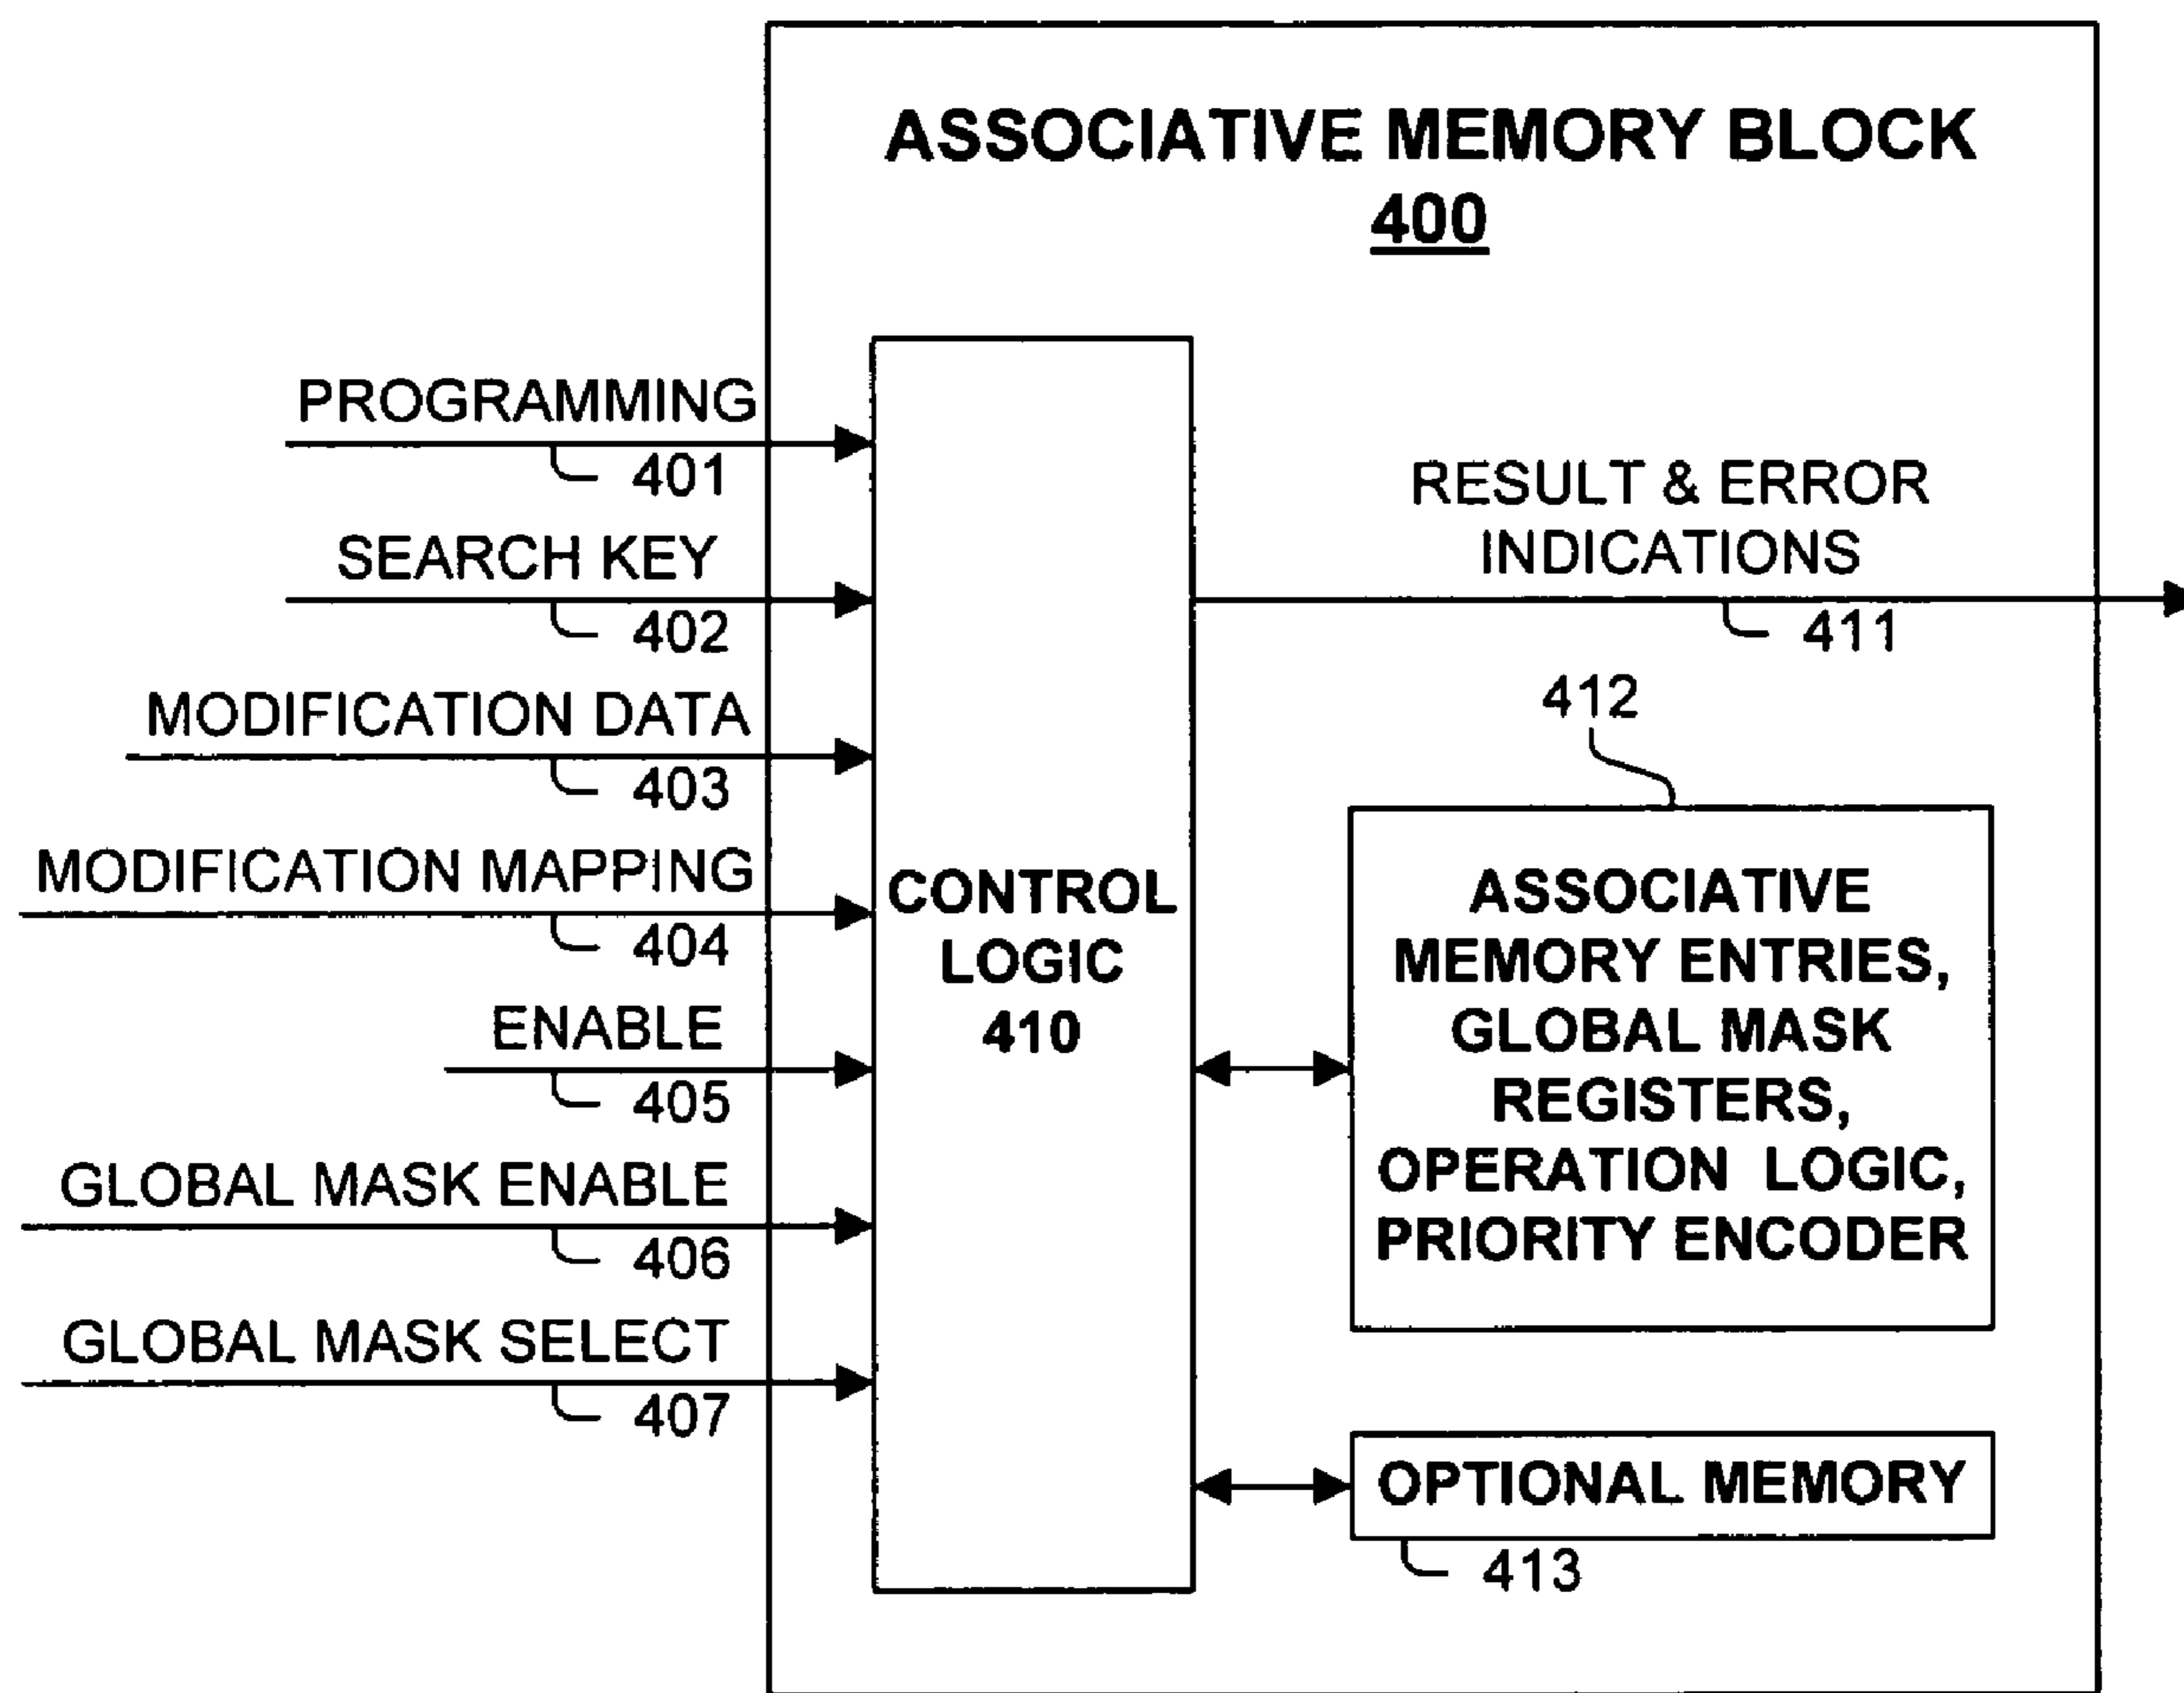 ASSOCIATIVE MEMORY BLOCK
400
PROGRAMMING
401
SEARCH KEY
402
MODIFICATION DATA
403
MODIFICATION MAPPING
404
ENABLE
405
GLOBAL MASK ENABLE
406
GLOBAL MASK SELECT
407
CONTROL
LOGIC
410
RESULT & ERROR
INDICATIONS
411
412
ASSOCIATIVE
MEMORY ENTRIES,
GLOBAL MASK
REGISTERS,
OPERATION LOGIC,
PRIORITY ENCODER
OPTIONAL MEMORY
413